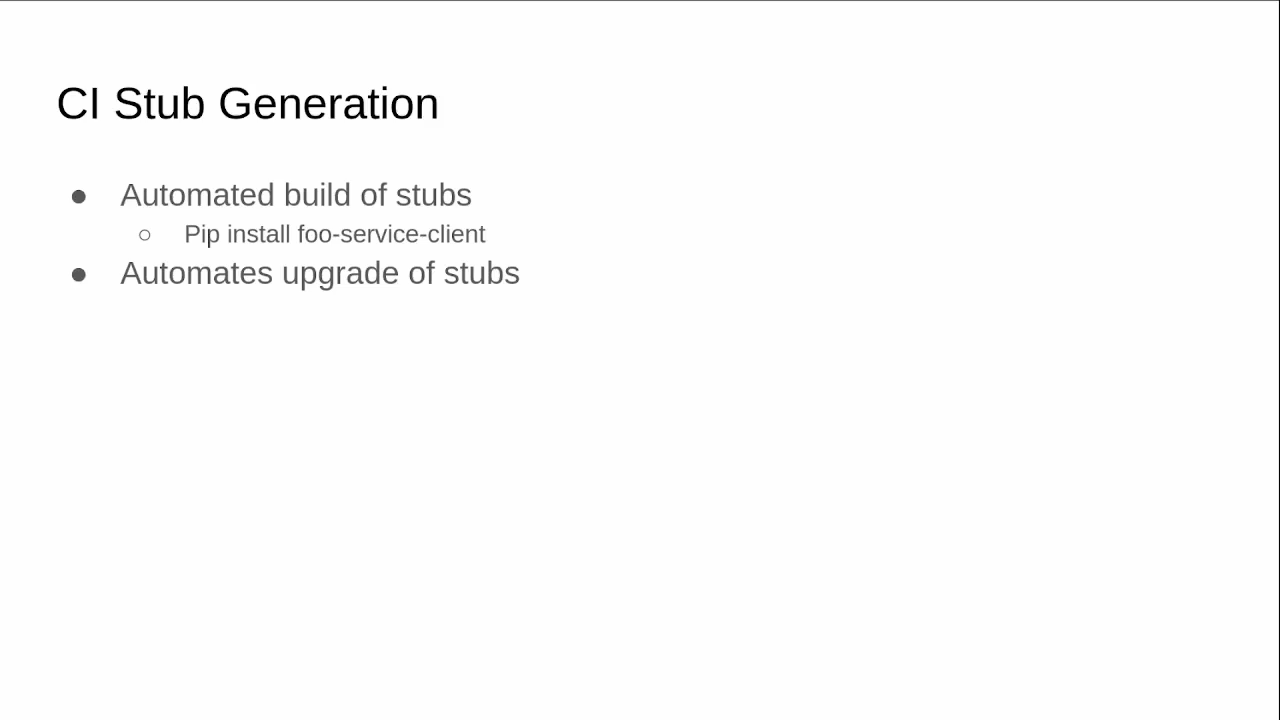 CI Stub Generation
● Automated build of stubs
○ Pip install foo-service-client
● Automates upgrade of stubs